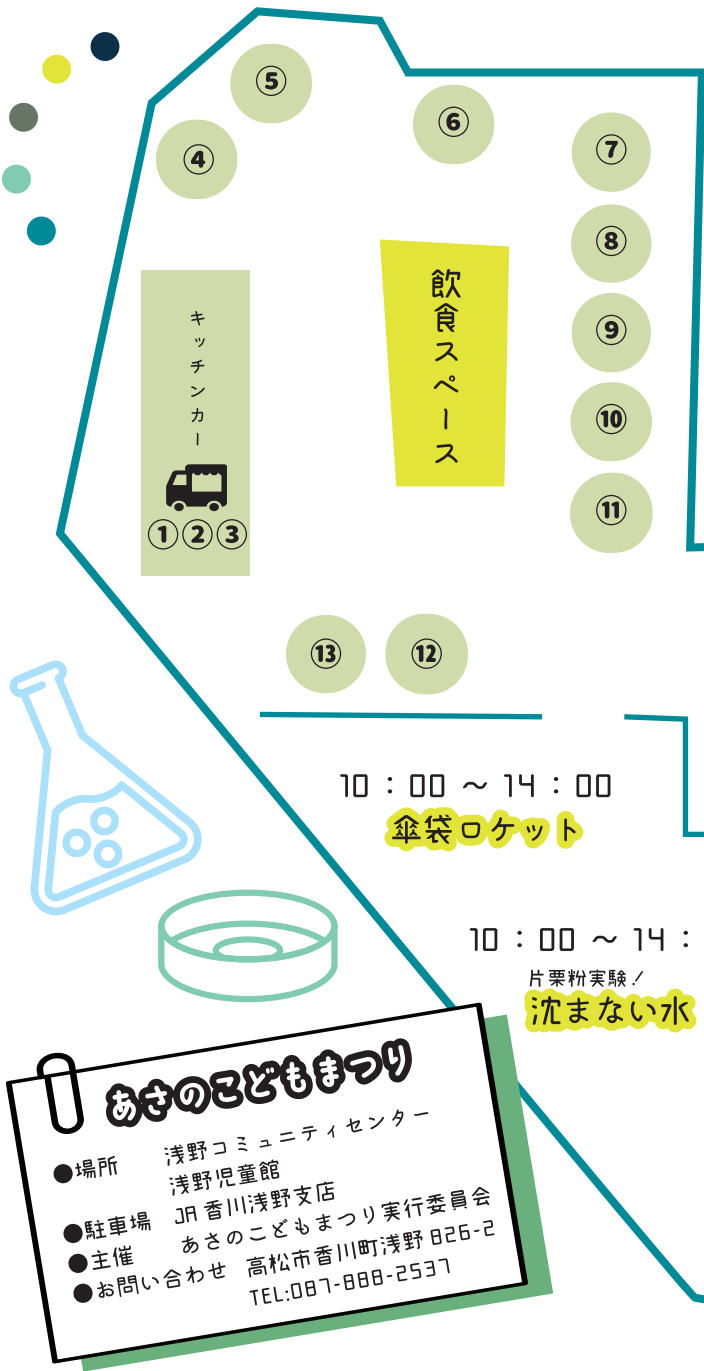 ⑤
⑥
④
⑦
⑧
飲食スペース
キッチンカー
⑨
⑩
⑪
①②③
⑬
⑫
10：00～14：00
傘袋ロケット
10：00～14：
片栗粉実験！
沈まない水
あさのこどもまつり
●場所 浅野コミュニティセンター
浅野児童館
●駐車場 JA香川浅野支店
●主催 あさのこどもまつり実行委員会
●お問い合わせ 高松市香川町浅野826-2
TEL:087-888-2537